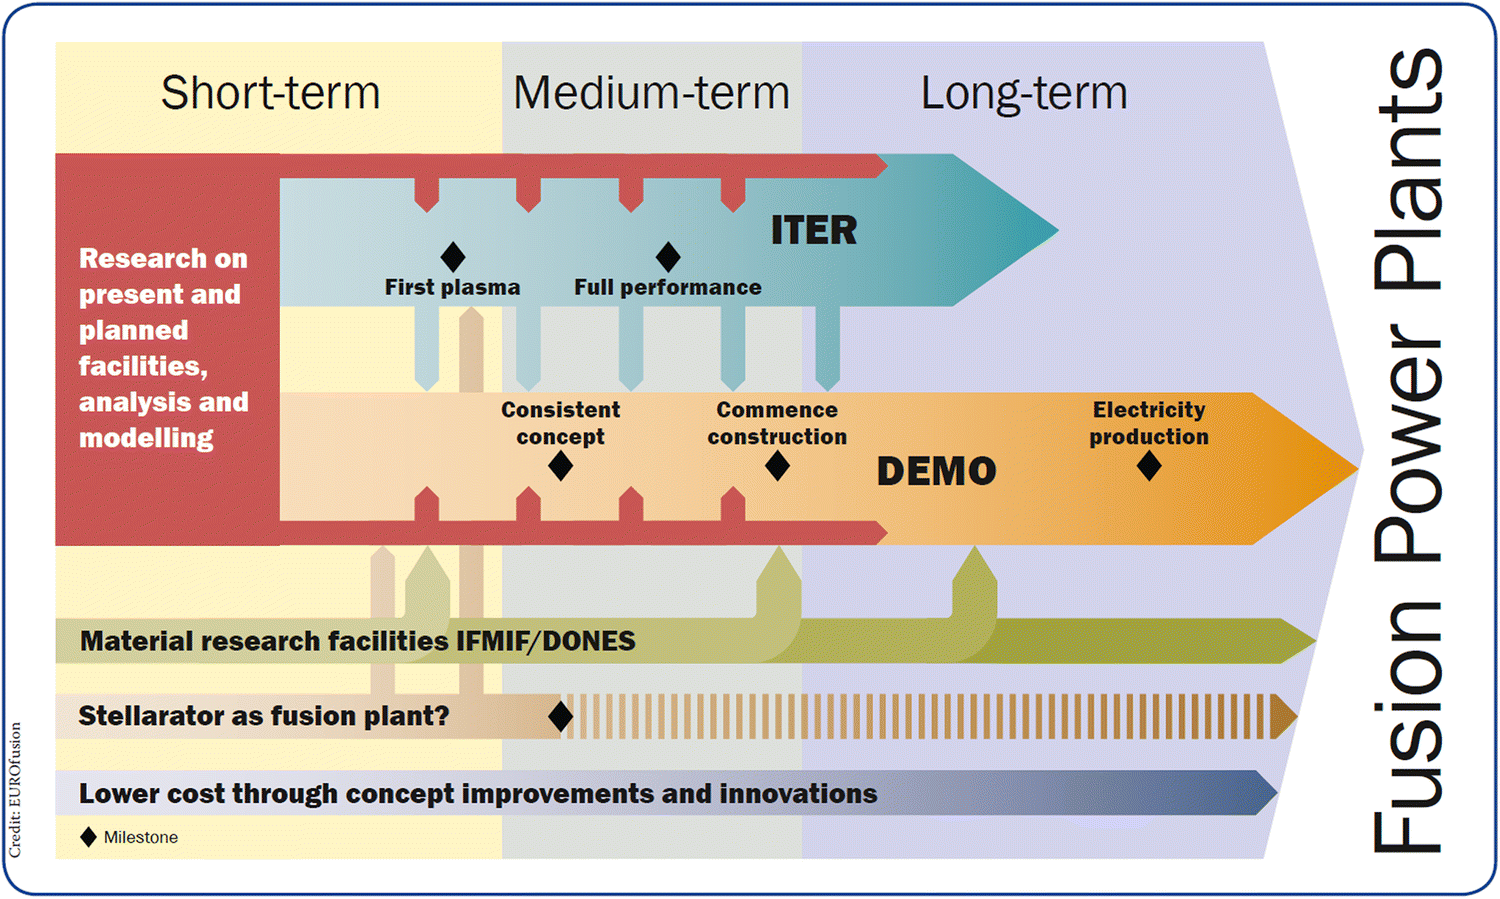 Short-term
Medium-term
Long-term
Research on
present and
planned
facilities,
analysis and
modelling
ITER
First plasma
Full performance
Consistent
concept
Commence
construction
DEMO
Electricity
production
Material research facilities IFMIF/DONES
Stellarator as fusion plant?
Lower cost through concept improvements and innovations
Milestone
Fusion Power Plants
Credit: EUROfusion